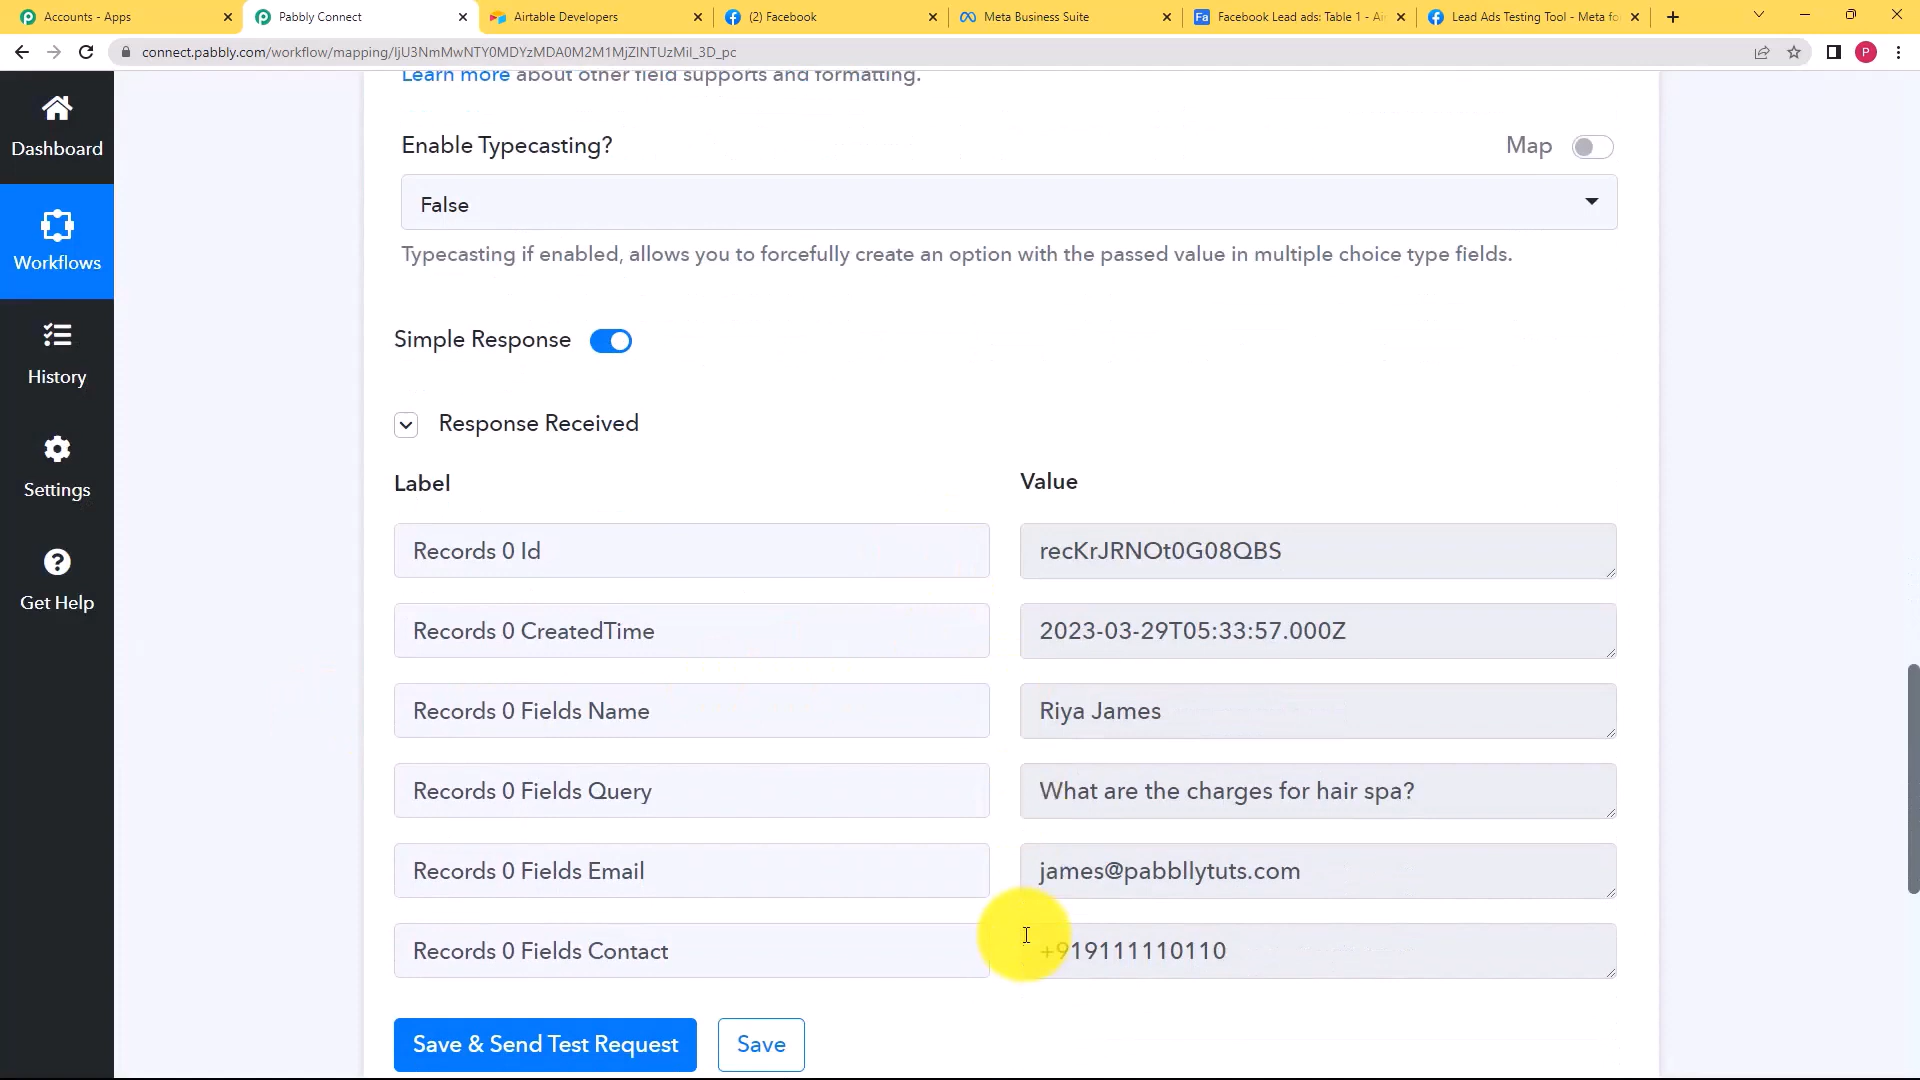 Accounts - Apps
Pabbly Connect
Airtable Developers
(2) Facebook
Meta Business Suite
Facebook Lead ads: Table 1 - Ai
Lead Ads Testing Tool - Meta fo
connect.pabbly.com/workflow/mapping/IjU3NmMwNTY0MDYzMDA0M2M1MjZlNTUzMiI_3D_pc
P
Learn more about other field supports and formatting.
Dashboard
Workflows
History
Settings
Get Help
Enable Typecasting?
Map
False
Typecasting if enabled, allows you to forcefully create an option with the passed value in multiple choice type fields.
Simple Response
Response Received
Label
Value
Records 0 Id
recKrJRNOt0G08QBS
Records 0 CreatedTime
2023-03-29T05:33:57.000Z
Records 0 Fields Name
Riya James
Records 0 Fields Query
What are the charges for hair spa?
Records 0 Fields Email
james@pabbllytuts.com
Records 0 Fields Contact
+919111110110
Save & Send Test Request
Save